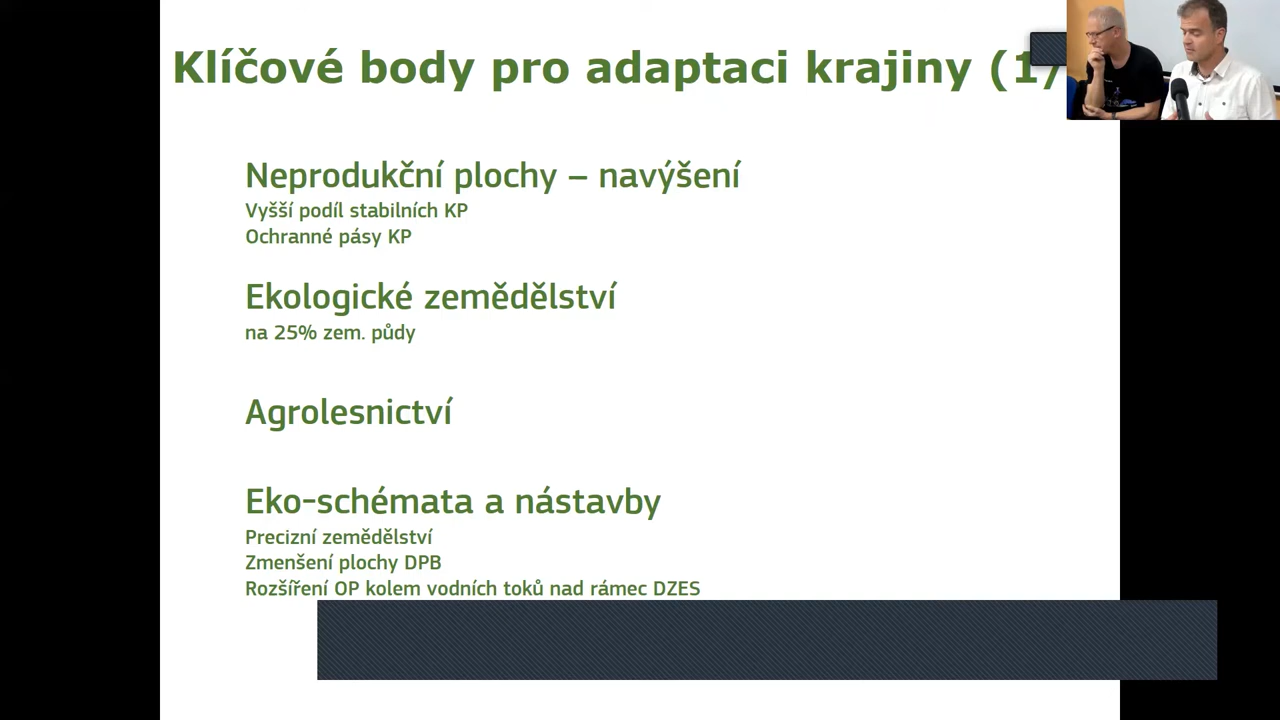 Klíčové body pro adaptaci krajiny (1/
Neprodukční plochy – navýšení
Vyšší podíl stabilních KP
Ochranné pásy KP
Ekologické zemědělství
na 25% zem. půdy
Agrolesnictví
Eko-schémata a nástavby
Precizní zemědělství
Zmenšení plochy DPB
Rozšíření OP kolem vodních toků nad rámec DZES